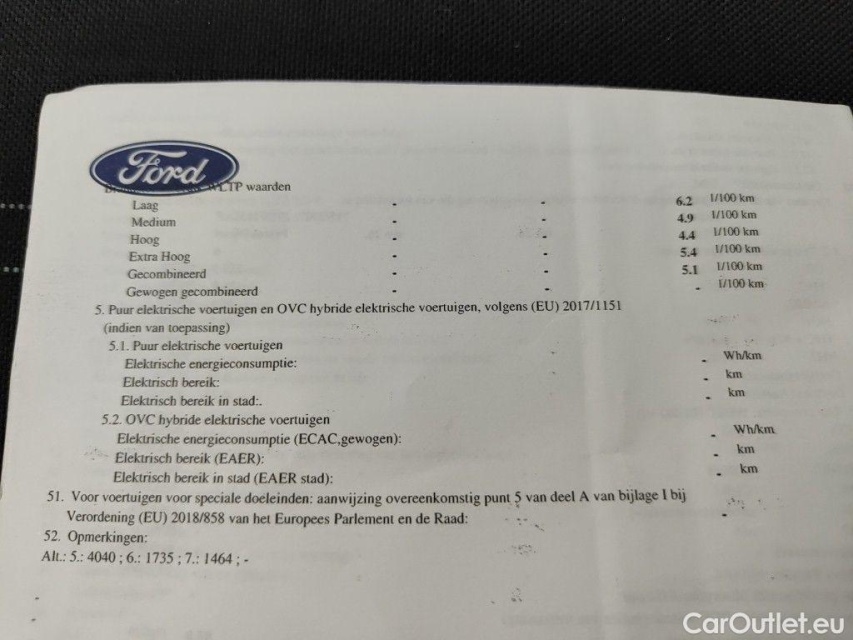 Ford
WLTP waarden
Laag - - 6.2 l/100 km
Medium - - 4.9 l/100 km
Hoog - - 4.4 l/100 km
Extra Hoog - - 5.4 l/100 km
Gecombineerd - - 5.1 l/100 km
Gewogen gecombineerd - - - l/100 km
5. Puur elektrische voertuigen en OVC hybride elektrische voertuigen, volgens (EU) 2017/1151
(indien van toepassing)
5.1. Puur elektrische voertuigen
Elektrische energieconsumptie: - Wh/km
Elektrisch bereik: - km
Elektrisch bereik in stad:. - km
5.2. OVC hybride elektrische voertuigen
Elektrische energieconsumptie (ECAC,gewogen): - Wh/km
Elektrisch bereik (EAER): - km
Elektrisch bereik in stad (EAER stad): - km
51. Voor voertuigen voor speciale doeleinden: aanwijzing overeenkomstig punt 5 van deel A van bijlage I bij
Verordening (EU) 2018/858 van het Europees Parlement en de Raad: -
52. Opmerkingen:
Alt.: 5.: 4040 ; 6.: 1735 ; 7.: 1464 ; -
CarOutlet.eu